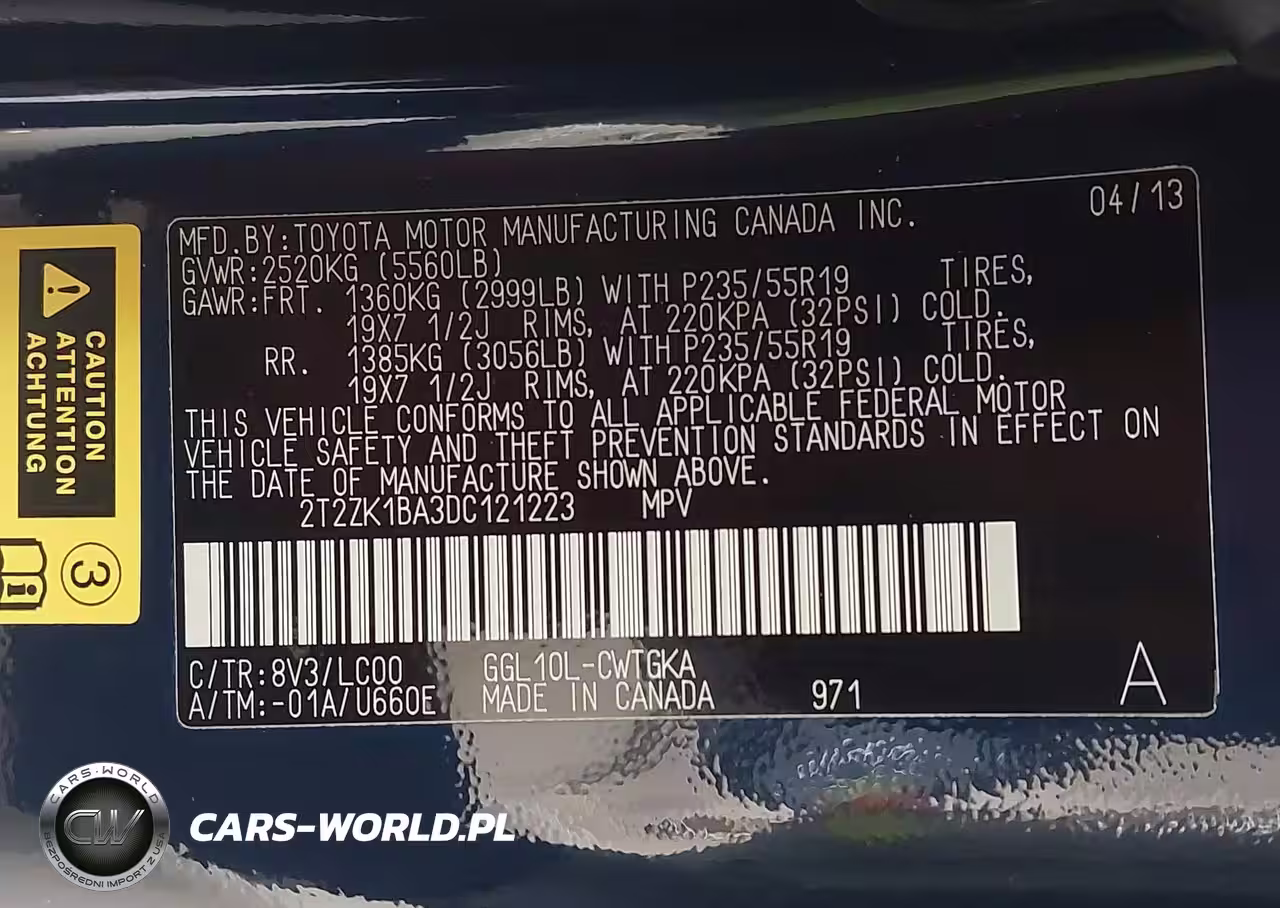 04/13
MFD.BY:TOYOTA MOTOR MANUFACTURING CANADA INC.
GVWR:2520KG (5560LB)
GAWR:FRT. 1360KG (2999LB) WITH P235/55R19 TIRES,
19X7 1/2J RIMS, AT 220KPA (32PSI) COLD.
RR. 1385KG (3056LB) WITH P235/55R19 TIRES,
19X7 1/2J RIMS, AT 220KPA (32PSI) COLD.
THIS VEHICLE CONFORMS TO ALL APPLICABLE FEDERAL MOTOR
VEHICLE SAFETY AND THEFT PREVENTION STANDARDS IN EFFECT ON
THE DATE OF MANUFACTURE SHOWN ABOVE.
2T2ZK1BA3DC121223 MPV
C/TR:8V3/LC00 GGL10L-CWTGKA
A/TM:-01A/U660E MADE IN CANADA 971 A
CAUTION
ATTENTION
ACHTUNG
3
CARS-WORLD
CW
BEZPOŚREDNI IMPORT Z USA
CARS-WORLD.PL